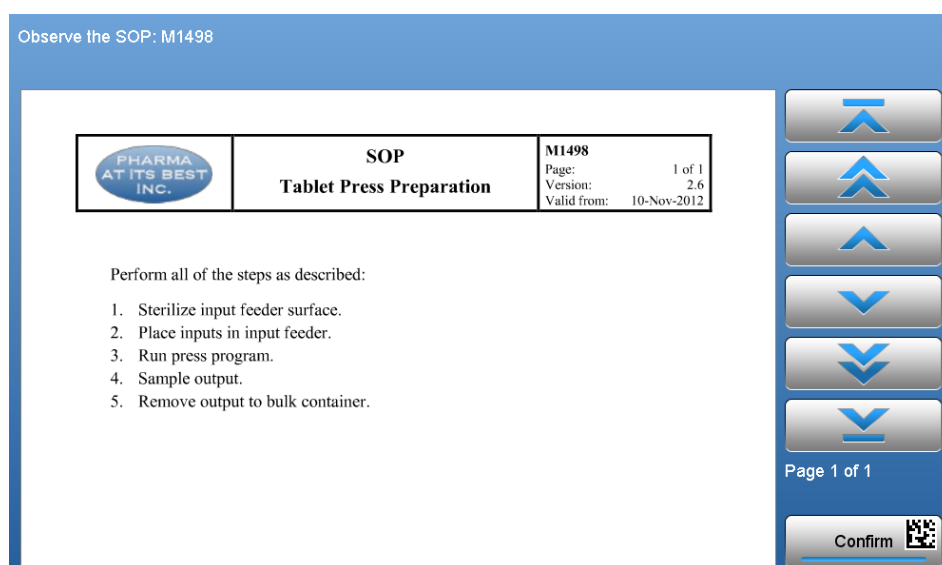 Observe the SOP: M1498
PHARMA
AT ITS BEST
INC.
SOP
Tablet Press Preparation
M1498
Page: 1 of 1
Version: 2.6
Valid from: 10-Nov-2012
Perform all of the steps as described:
1. Sterilize input feeder surface.
2. Place inputs in input feeder.
3. Run press program.
4. Sample output.
5. Remove output to bulk container.
Page 1 of 1
Confirm